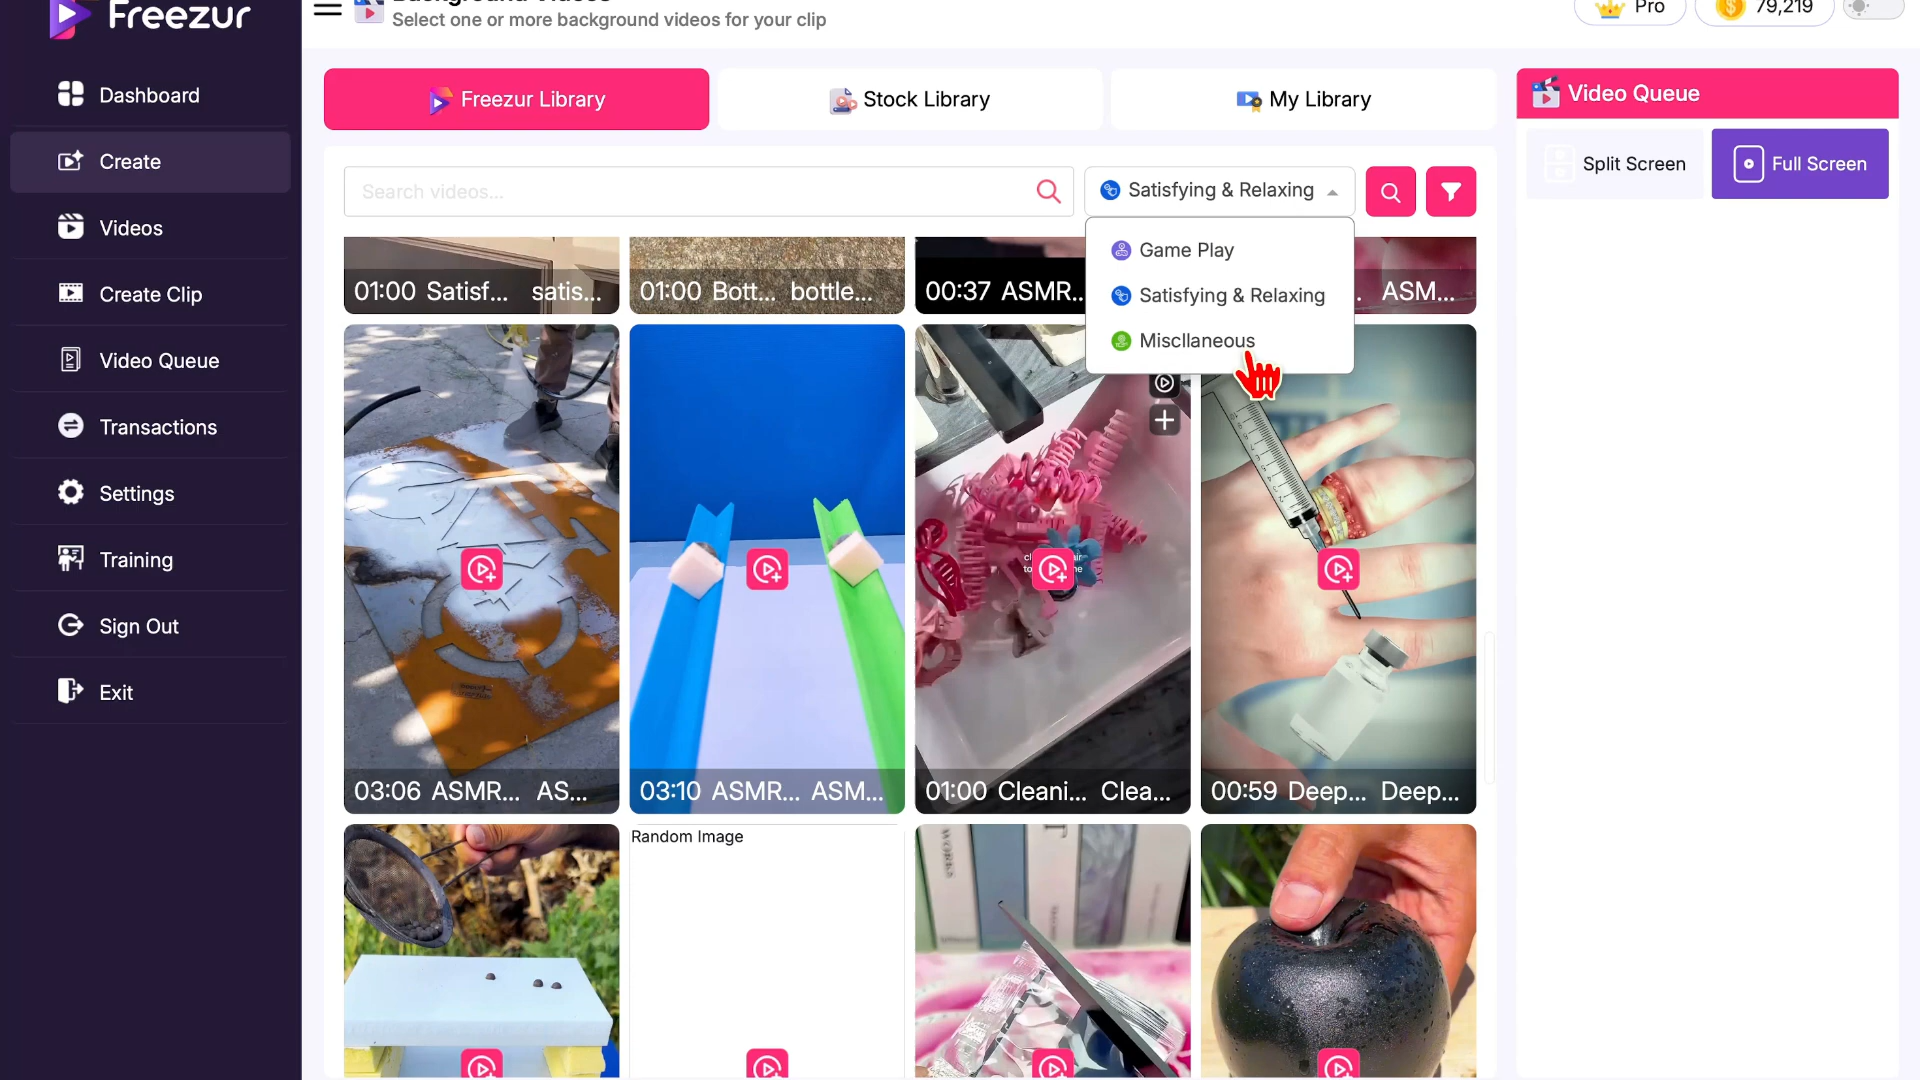 Freezur
Dashboard
Create
Videos
Create Clip
Video Queue
Transactions
Settings
Training
Sign Out
Exit
Background Videos
Select one or more background videos for your clip
Pro
79,219
Freezur Library
Stock Library
My Library
Search videos...
Satisfying & Relaxing
Game Play
Satisfying & Relaxing
Miscllaneous
01:00 Satisf... satis...
01:00 Bott... bottle...
00:37 ASMR...
ASM...
03:06 ASMR... AS...
03:10 ASMR... ASM...
01:00 Cleani... Clea...
00:59 Deep... Deep...
Random Image
Video Queue
Split Screen
Full Screen